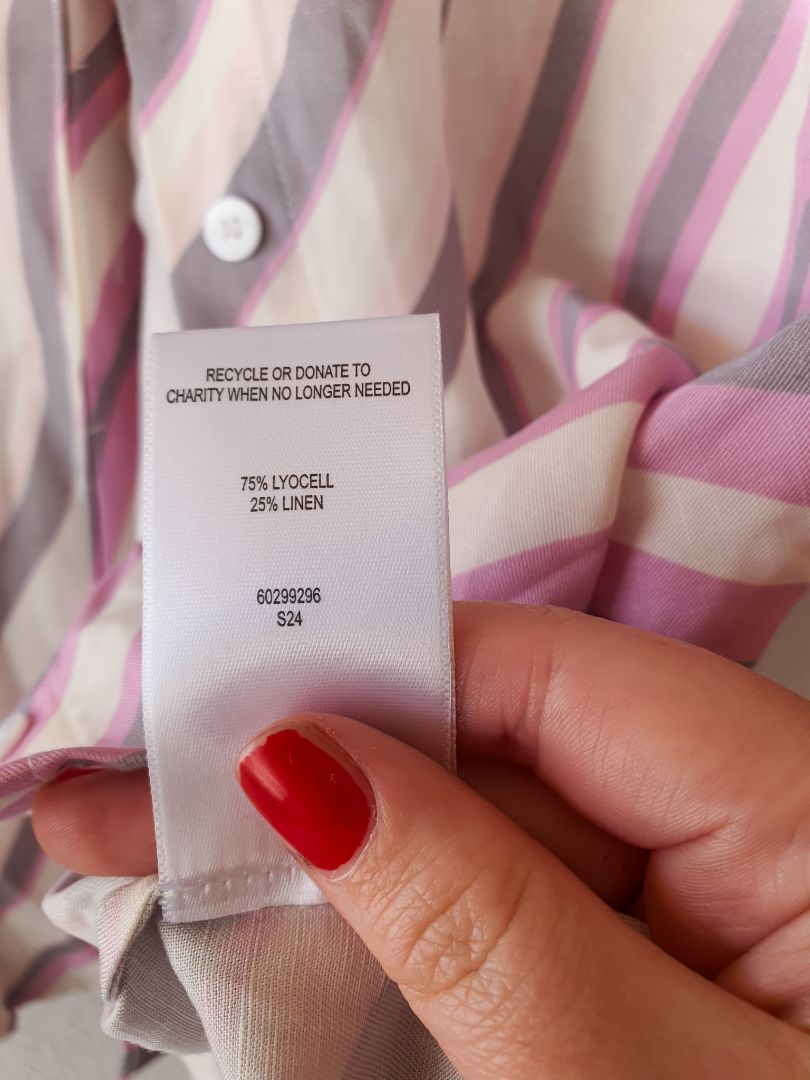 RECYCLE OR DONATE TO
CHARITY WHEN NO LONGER NEEDED
75% LYOCELL
25% LINEN
60299296
S24